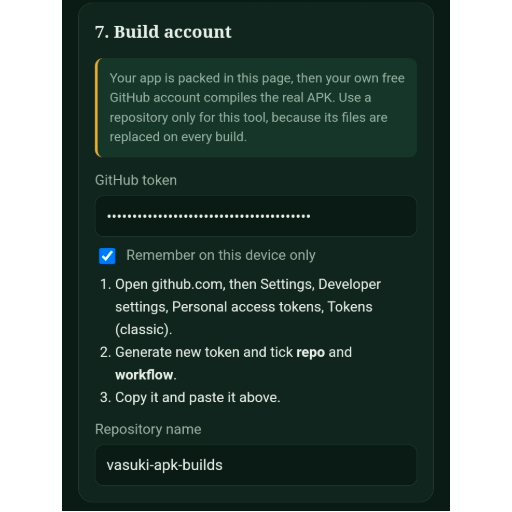 7. Build account
Your app is packed in this page, then your own free
GitHub account compiles the real APK. Use a
repository only for this tool, because its files are
replaced on every build.
GitHub token
••••••••••••••••••••••••••••••••••••••••
Remember on this device only
1. Open github.com, then Settings, Developer
settings, Personal access tokens, Tokens
(classic).
2. Generate new token and tick repo and
workflow.
3. Copy it and paste it above.
Repository name
vasuki-apk-builds